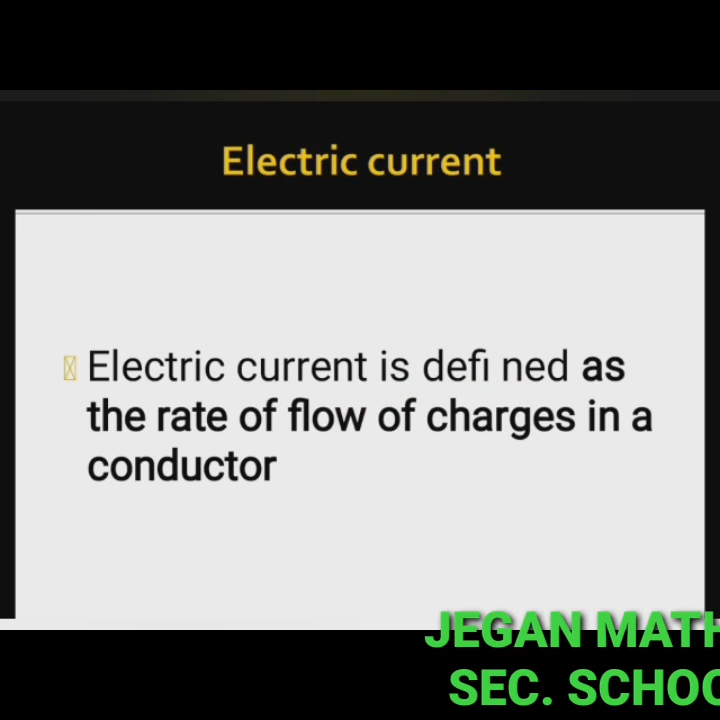 Electric current
Electric current is defi ned as
the rate of flow of charges in a
conductor
JEGAN MATH
SEC. SCHOO